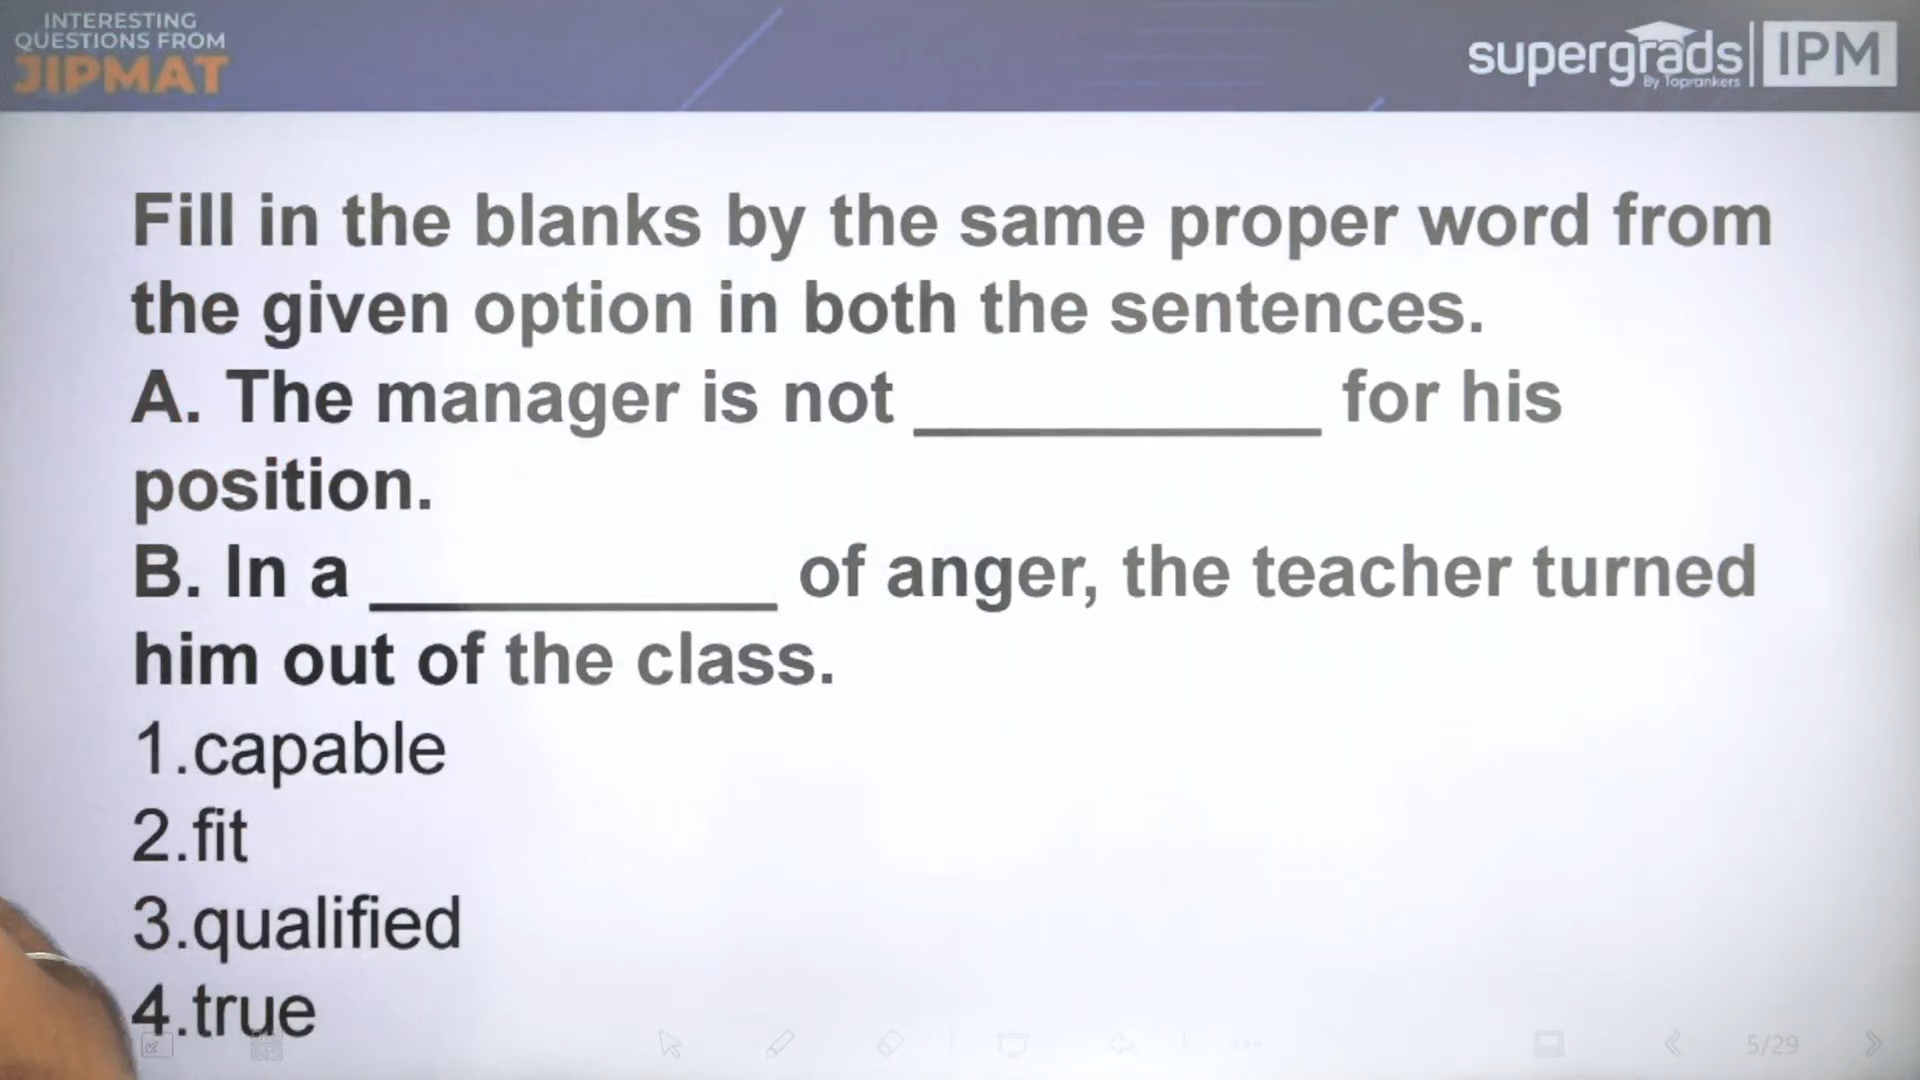 INTERESTING
QUESTIONS FROM
JIPMAT
supergrads
By Toprankers
IPM
Fill in the blanks by the same proper word from
the given option in both the sentences.
A. The manager is not ____________ for his
position.
B. In a ____________ of anger, the teacher turned
him out of the class.
1.capable
2.fit
3.qualified
4.true
5/29